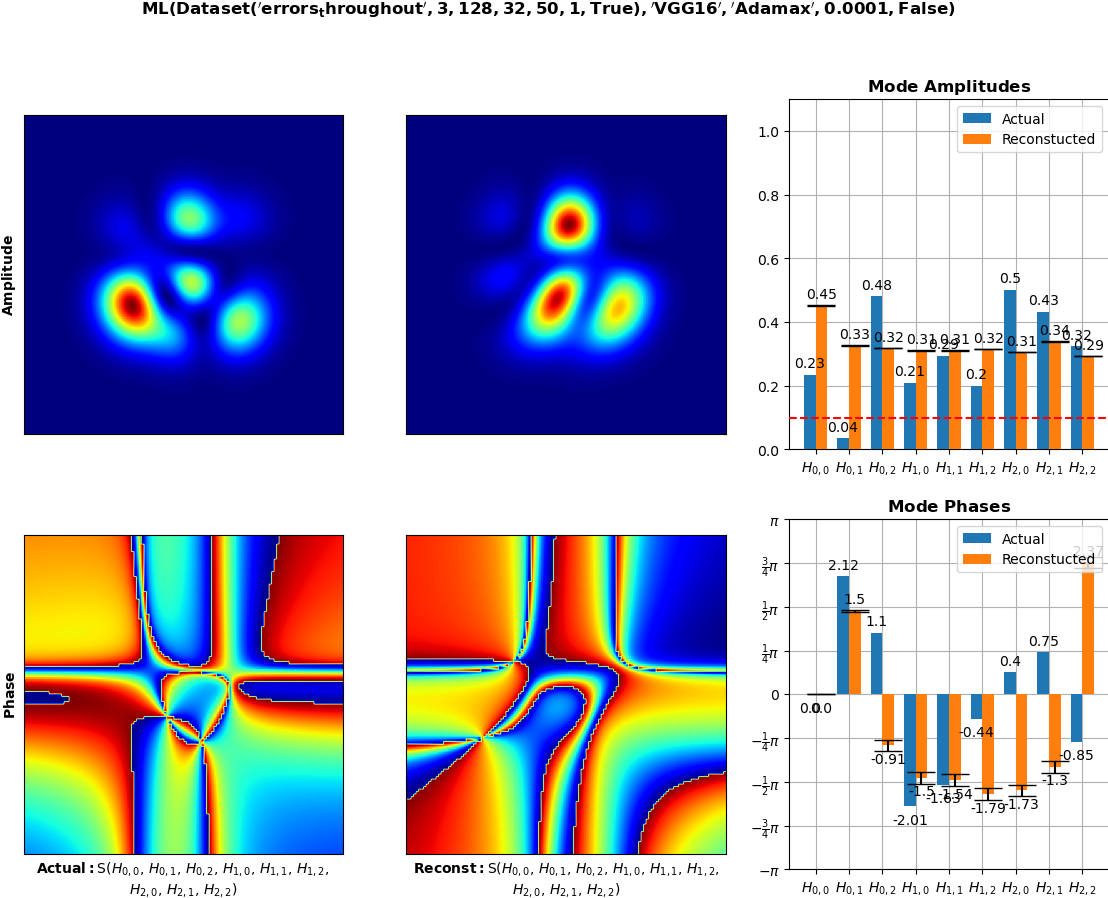 ML(Dataset('errors_throughout', 3, 128, 32, 50, 1, True), 'VGG16', 'Adamax', 0.0001, False)
Mode Amplitudes
Actual
Reconstucted
1.0
0.8
0.6
0.4
0.2
0.0
0.23
0.45
0.04
0.33
0.48
0.32
0.21
0.31
0.29
0.31
0.2
0.32
0.5
0.31
0.43
0.34
0.32
0.29
H0,0 H0,1 H0,2 H1,0 H1,1 H1,2 H2,0 H2,1 H2,2
Amplitude
Mode Phases
Actual
Reconstucted
π
3/4π
1/2π
1/4π
0
−1/4π
−1/2π
−3/4π
−π
0.0
0.0
2.12
1.5
1.1
-0.91
-2.01
-1.5
-1.63
-1.54
-0.44
-1.79
0.4
-1.73
0.75
-1.3
-0.85
2.37
H0,0 H0,1 H0,2 H1,0 H1,1 H1,2 H2,0 H2,1 H2,2
Phase
Actual: S(H0,0, H0,1, H0,2, H1,0, H1,1, H1,2,
H2,0, H2,1, H2,2)
Reconst: S(H0,0, H0,1, H0,2, H1,0, H1,1, H1,2,
H2,0, H2,1, H2,2)